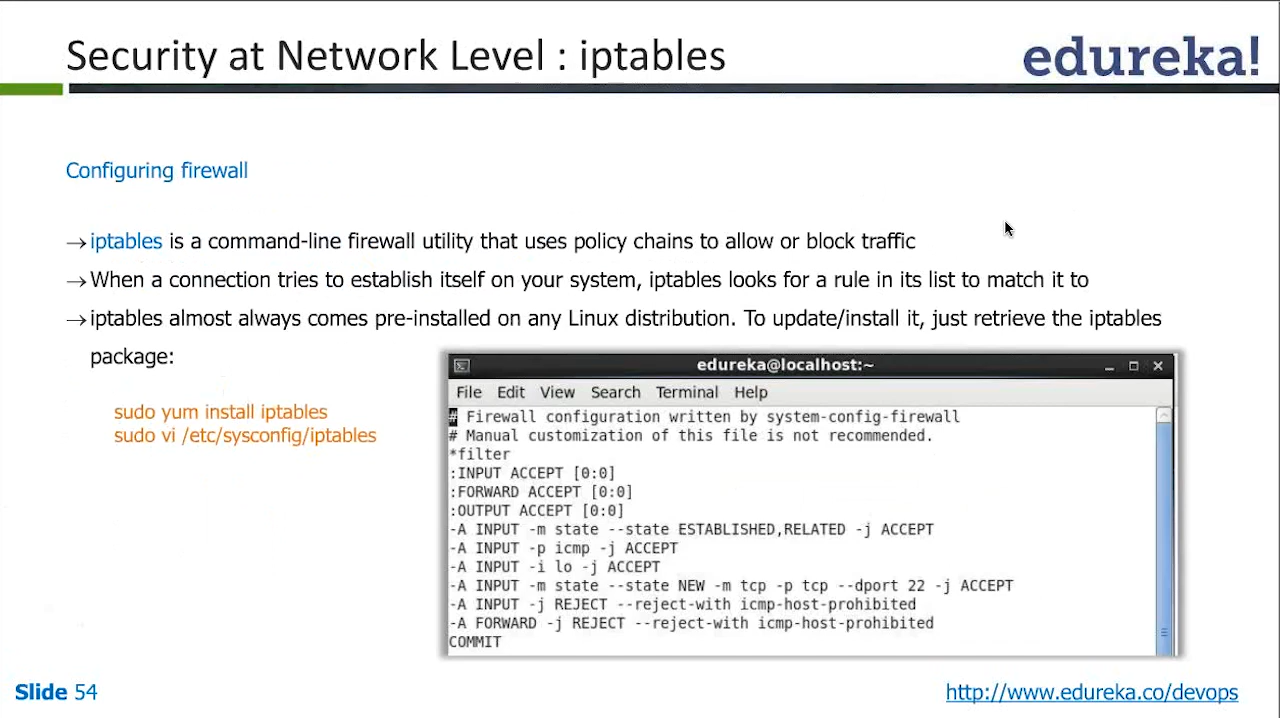 Security at Network Level : iptables
edureka!
Configuring firewall
→iptables is a command-line firewall utility that uses policy chains to allow or block traffic
→When a connection tries to establish itself on your system, iptables looks for a rule in its list to match it to
→iptables almost always comes pre-installed on any Linux distribution. To update/install it, just retrieve the iptables
package:
sudo yum install iptables
sudo vi /etc/sysconfig/iptables
edureka@localhost:~
File Edit View Search Terminal Help
# Firewall configuration written by system-config-firewall
# Manual customization of this file is not recommended.
*filter
:INPUT ACCEPT [0:0]
:FORWARD ACCEPT [0:0]
:OUTPUT ACCEPT [0:0]
-A INPUT -m state --state ESTABLISHED,RELATED -j ACCEPT
-A INPUT -p icmp -j ACCEPT
-A INPUT -i lo -j ACCEPT
-A INPUT -m state --state NEW -m tcp -p tcp --dport 22 -j ACCEPT
-A INPUT -j REJECT --reject-with icmp-host-prohibited
-A FORWARD -j REJECT --reject-with icmp-host-prohibited
COMMIT
Slide 54
http://www.edureka.co/devops